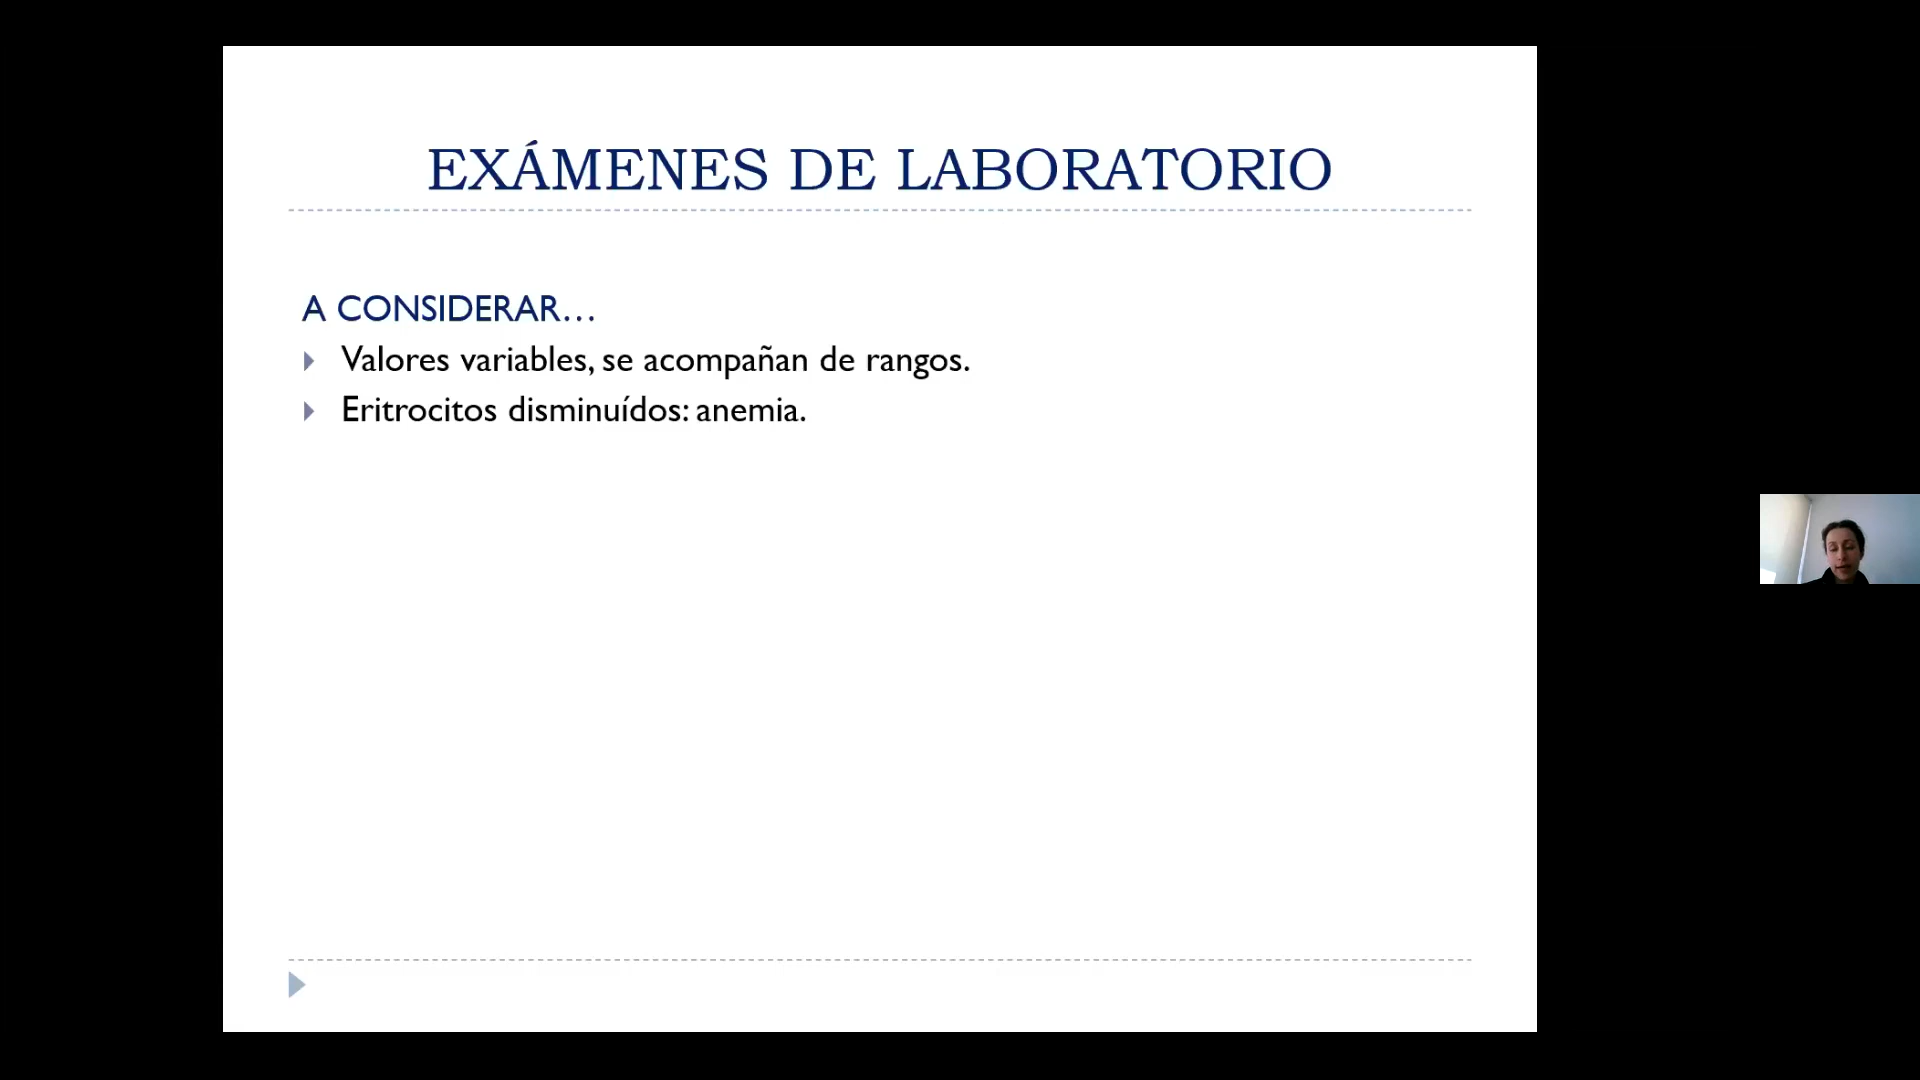 EXÁMENES DE LABORATORIO
A CONSIDERAR…
Valores variables, se acompañan de rangos.
Eritrocitos disminuídos: anemia.